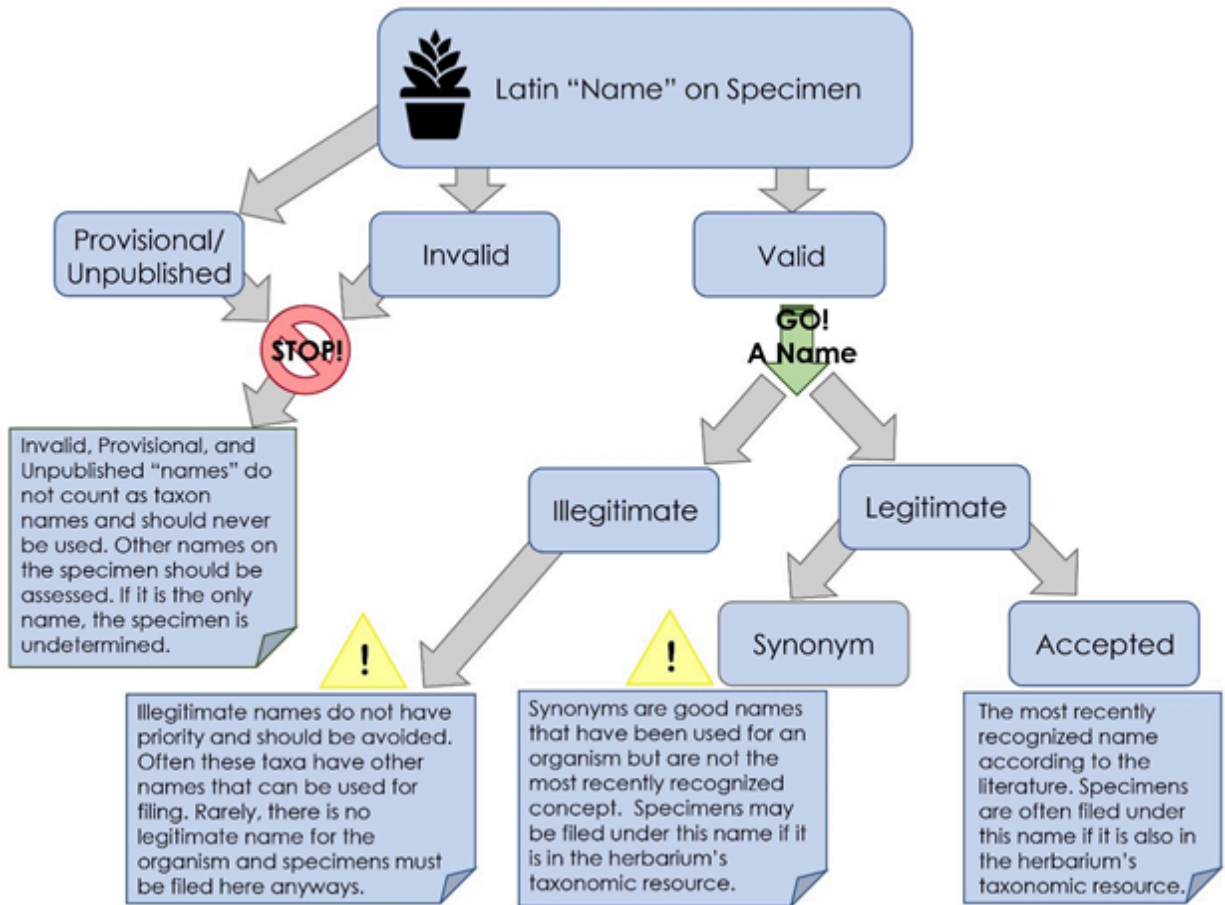 Latin “Name” on Specimen
Provisional/
Unpublished
Invalid
Valid
STOP!
GO!
A Name
Invalid, Provisional, and
Unpublished “names” do
not count as taxon
names and should never
be used. Other names on
the specimen should be
assessed. If it is the only
name, the specimen is
undetermined.
Illegitimate
Legitimate
Synonym
Accepted
!
Illegitimate names do not have
priority and should be avoided.
Often these taxa have other
names that can be used for
filing. Rarely, there is no
legitimate name for the
organism and specimens must
be filed here anyways.
!
Synonyms are good names
that have been used for an
organism but are not the
most recently recognized
concept.  Specimens may
be filed under this name if it
is in the herbarium’s
taxonomic resource.
The most recently
recognized name
according to the
literature. Specimens
are often filed under
this name if it is also in
the herbarium’s
taxonomic resource.